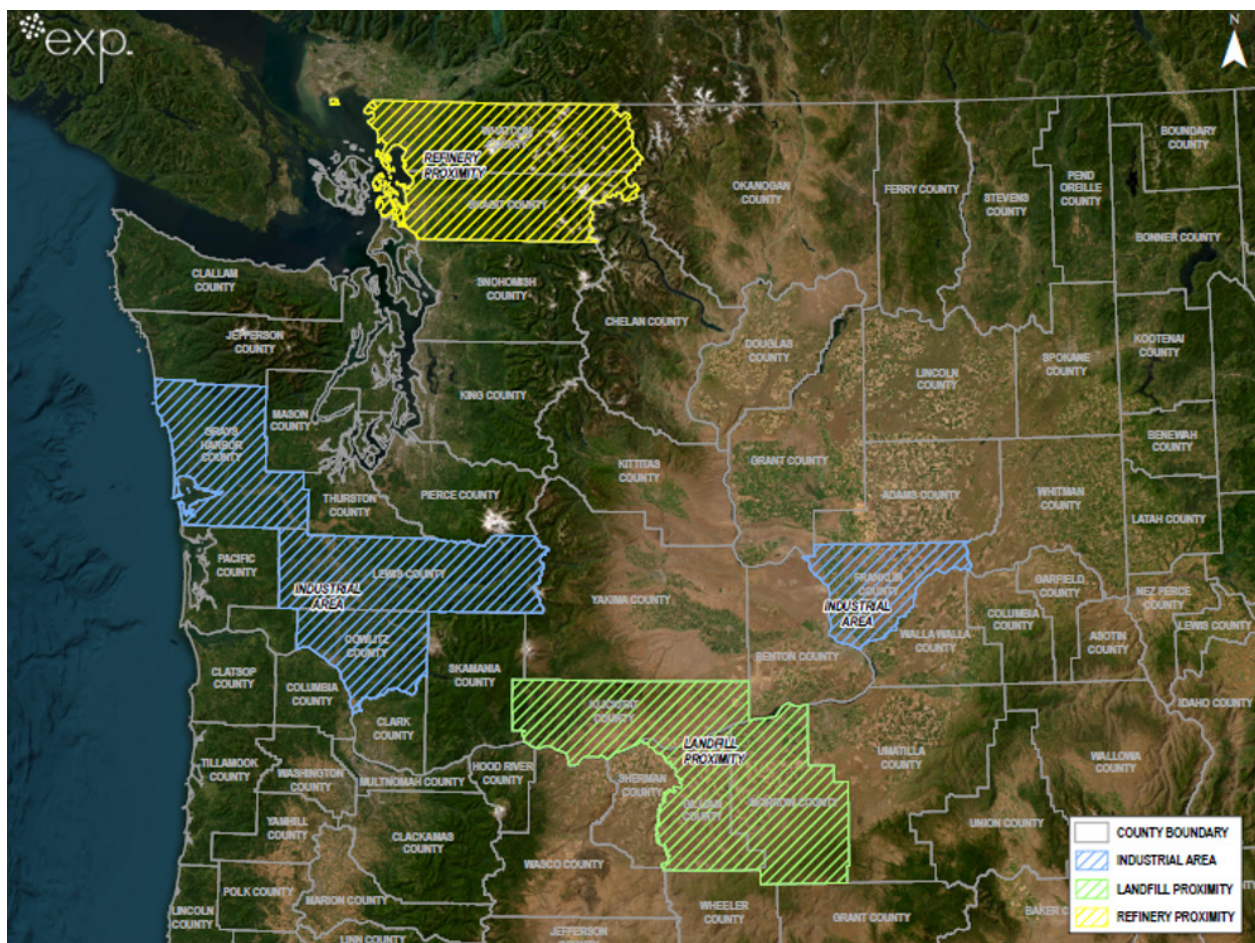 exp.
N
WHATCOM
COUNTY
REFINERY
PROXIMITY
SKAGIT COUNTY
OKANOGAN
COUNTY
FERRY COUNTY
STEVENS
COUNTY
PEND
OREILLE
COUNTY
BOUNDARY
COUNTY
BONNER COUNTY
CLALLAM
COUNTY
JEFFERSON
COUNTY
SNOHOMISH
COUNTY
CHELAN COUNTY
DOUGLAS
COUNTY
LINCOLN
COUNTY
SPOKANE
COUNTY
KOOTENAI
COUNTY
GRAYS
HARBOR
COUNTY
MASON
COUNTY
KING COUNTY
BENEWAH
COUNTY
KITTITAS
COUNTY
GRANT COUNTY
ADAMS COUNTY
WHITMAN
COUNTY
LATAH COUNTY
THURSTON
COUNTY
PIERCE COUNTY
PACIFIC
COUNTY
LEWIS COUNTY
INDUSTRIAL
AREA
YAKIMA COUNTY
FRANKLIN
COUNTY
INDUSTRIAL
AREA
GARFIELD
COUNTY
NEZ PERCE
COUNTY
COLUMBIA
COUNTY
WALLA WALLA
COUNTY
ASOTIN
COUNTY
LEWIS COUNTY
COWLITZ
COUNTY
BENTON COUNTY
SKAMANIA
COUNTY
CLATSOP
COUNTY
COLUMBIA
COUNTY
IDAHO COUNTY
KLICKITAT
COUNTY
CLARK
COUNTY
LANDFILL
PROXIMITY
TILLAMOOK
COUNTY
WASHINGTON
COUNTY
MULTNOMAH COUNTY
HOOD RIVER
COUNTY
SHERMAN
COUNTY
GILLIAM
COUNTY
MORROW COUNTY
UMATILLA
COUNTY
WALLOWA
COUNTY
YAMHILL
COUNTY
CLACKAMAS
COUNTY
WASCO COUNTY
UNION COUNTY
POLK COUNTY
MARION COUNTY
LINCOLN
COUNTY
WHEELER
COUNTY
GRANT COUNTY
JEFFERSON
COUNTY
LINN COUNTY
BAKER
COUNTY BOUNDARY
INDUSTRIAL AREA
LANDFILL PROXIMITY
REFINERY PROXIMITY